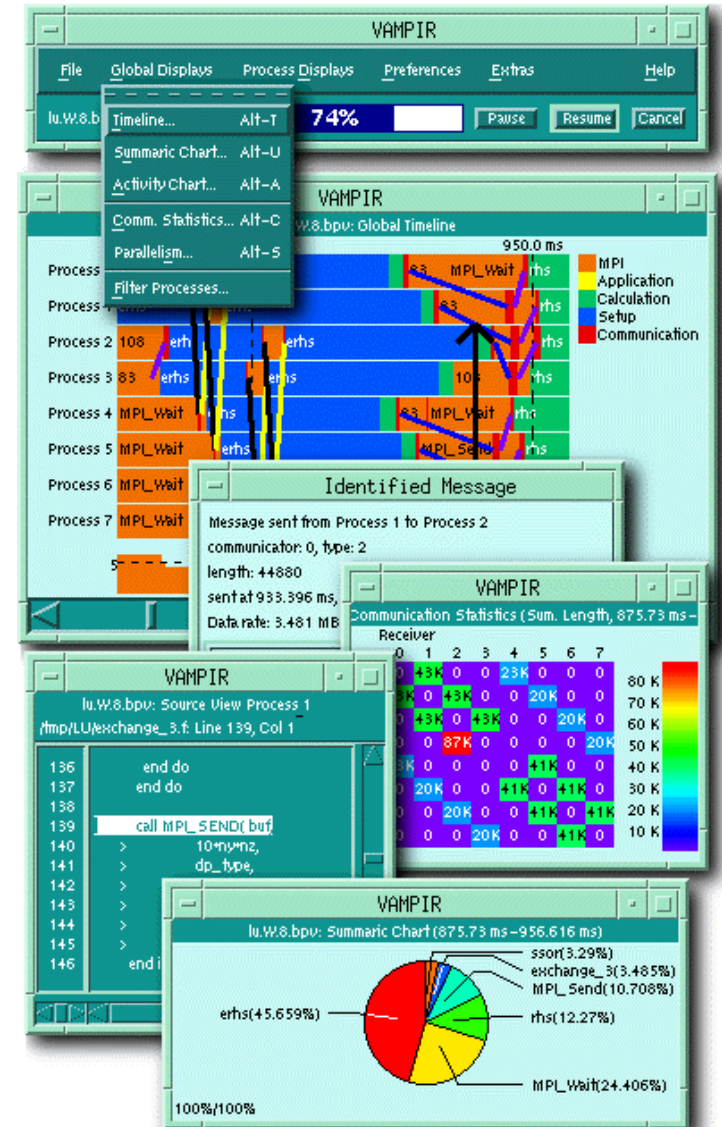 VAMPIR
File Global Displays Process Displays Preferences Extras Help
lu.W.8.b 74% Pause Resume Cancel
Timeline... Alt-T
Summaric Chart... Alt-U
Activity Chart... Alt-A
Comm. Statistics... Alt-C
Parallelism... Alt-S
Filter Processes...
VAMPIR
.W.8.bpv: Global Timeline
950.0 ms
Process 83 MPI_Wait rhs
Process 83 rhs
Process 2 108 erh rhs rhs
Process 3 83 erhs erhs 108 rhs
Process 4 MPI_Wait rhs 83 MPI_Wait rhs
Process 5 MPI_Wait erhs MPI_Send rhs
Process 6 MPI_Wait
Process 7 MPI_Wait
5
MPI
Application
Calculation
Setup
Communication
Identified Message
Message sent from Process 1 to Process 2
communicator: 0, type: 2
length: 44880
sent at 933.396 ms,
Data rate: 3.481 MB
VAMPIR
Communication Statistics (Sum. Length, 875.73 ms-
Receiver
0 1 2 3 4 5 6 7
0 43K 0 0 23K 0 0 0
3K 0 43K 0 0 20K 0 0
43K 0 43K 0 0 20K 0
0 87K 0 0 0 0 20K
3K 0 0 0 0 41K 0 0
20K 0 0 41K 0 41K 0
0 20K 0 0 41K 0 41K
0 0 20K 0 0 41K 0
80 K
70 K
60 K
50 K
40 K
30 K
20 K
10 K
VAMPIR
lu.W.8.bpv: Source View Process 1
/tmp/LU/exchange_3.f: Line 139, Col 1
136 end do
137 end do
138
139 call MPI_SEND( buf,
140 > 10*ny*nz,
141 > dp_type,
142 >
143 >
144 >
145 >
146 end i
VAMPIR
lu.W.8.bpv: Summaric Chart (875.73 ms-956.616 ms)
ssor(3.29%)
exchange_3(3.485%)
MPI_Send(10.708%)
erhs(45.659%)
rhs(12.27%)
MPI_Wait(24.406%)
100%/100%